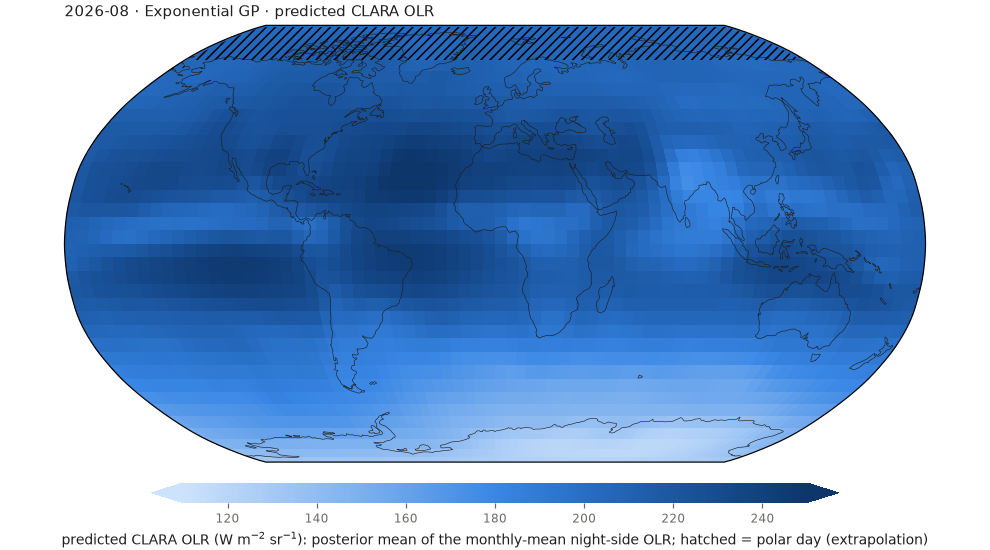 2026-08 · Exponential GP · predicted CLARA OLR
120 140 160 180 200 220 240
predicted CLARA OLR (W m⁻² sr⁻¹): posterior mean of the monthly-mean night-side OLR; hatched = polar day (extrapolation)